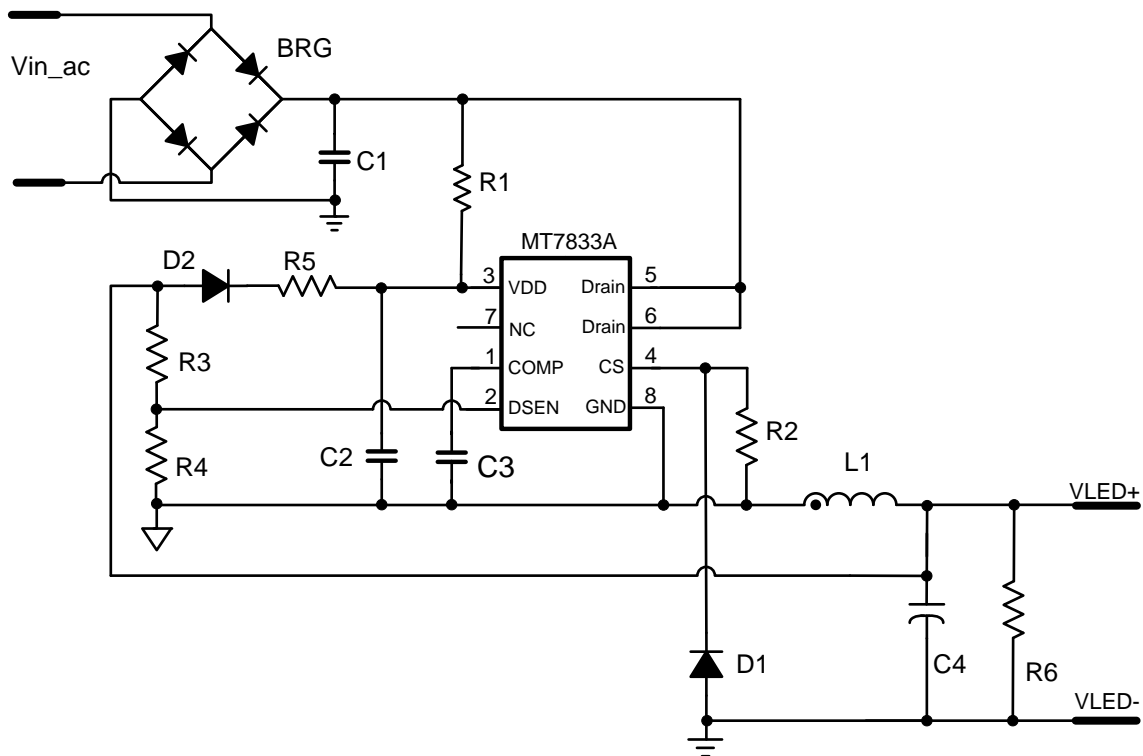 BRG
Vin_ac
C1
R1
MT7833A
D2
R5
3
VDD
Drain
5
7
NC
Drain
6
R3
1
COMP
CS
4
2
DSEN
GND
8
R2
R4
C2
C3
L1
VLED+
D1
C4
R6
VLED-